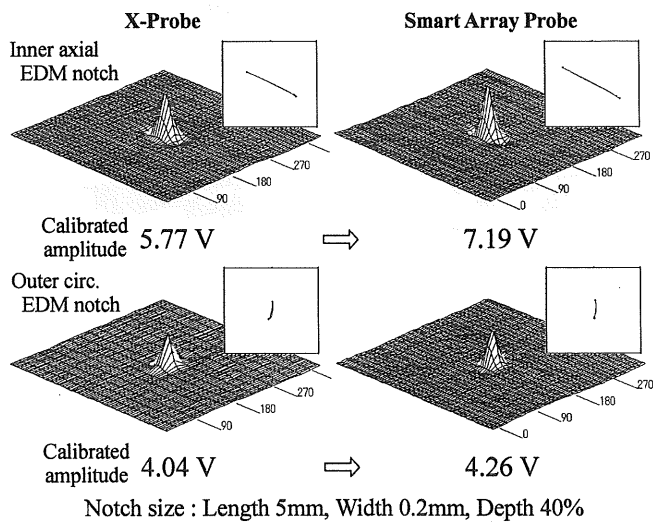 X-Probe
Smart Array Probe
Inner axial
EDM notch
270
180
90
270
180
90
0
Calibrated
amplitude 5.77 V ⇨ 7.19 V
Outer circ.
EDM notch
270
180
90
270
180
90
0
Calibrated
amplitude 4.04 V ⇨ 4.26 V
Notch size : Length 5mm, Width 0.2mm, Depth 40%